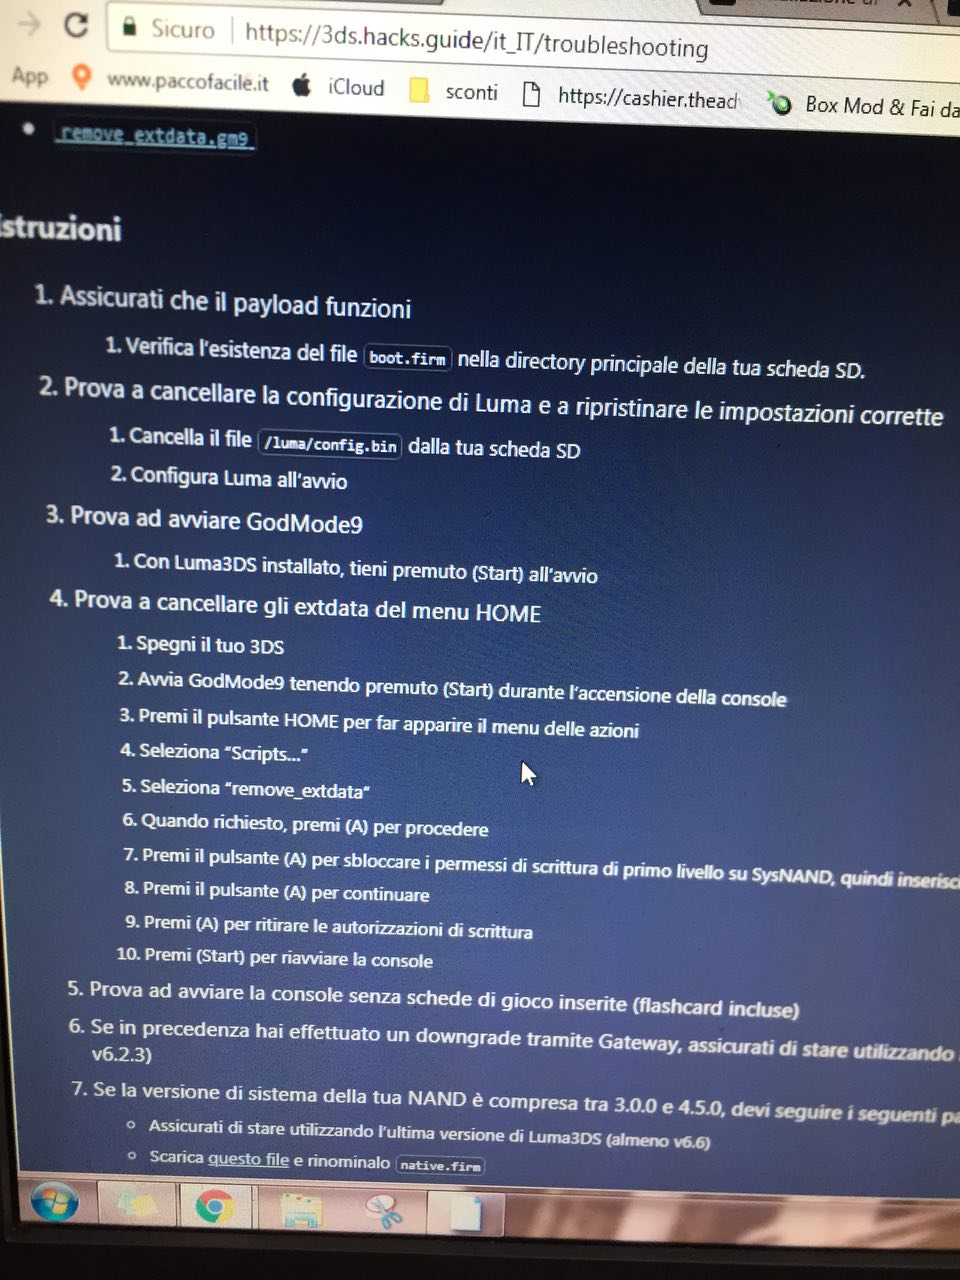 Sicuro https://3ds.hacks.guide/it_IT/troubleshooting
App www.paccofacile.it iCloud sconti https://cashier.thead Box Mod & Fai da
remove_extdata.gm9
Istruzioni
1. Assicurati che il payload funzioni
1. Verifica l'esistenza del file boot.firm nella directory principale della tua scheda SD.
2. Prova a cancellare la configurazione di Luma e a ripristinare le impostazioni corrette
1. Cancella il file /luma/config.bin dalla tua scheda SD
2. Configura Luma all'avvio
3. Prova ad avviare GodMode9
1. Con Luma3DS installato, tieni premuto (Start) all'avvio
4. Prova a cancellare gli extdata del menu HOME
1. Spegni il tuo 3DS
2. Avvia GodMode9 tenendo premuto (Start) durante l'accensione della console
3. Premi il pulsante HOME per far apparire il menu delle azioni
4. Seleziona “Scripts...”
5. Seleziona “remove_extdata“
6. Quando richiesto, premi (A) per procedere
7. Premi il pulsante (A) per sbloccare i permessi di scrittura di primo livello su SysNAND, quindi inserisci
8. Premi il pulsante (A) per continuare
9. Premi (A) per ritirare le autorizzazioni di scrittura
10. Premi (Start) per riavviare la console
5. Prova ad avviare la console senza schede di gioco inserite (flashcard incluse)
6. Se in precedenza hai effettuato un downgrade tramite Gateway, assicurati di stare utilizzando
v6.2.3)
7. Se la versione di sistema della tua NAND è compresa tra 3.0.0 e 4.5.0, devi seguire i seguenti pa
Assicurati di stare utilizzando l'ultima versione di Luma3DS (almeno v6.6)
Scarica questo file e rinominalo native.firm